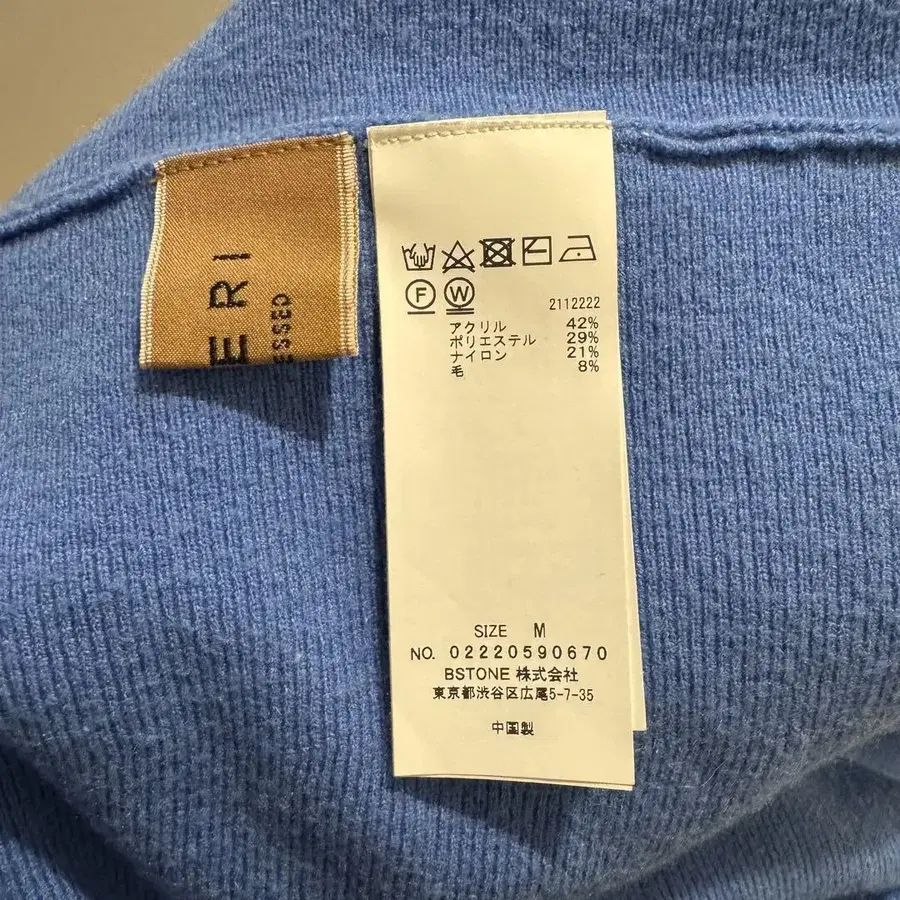 ERI
ESSED
F W
2112222
アクリル 42%
ポリエステル 29%
ナイロン 21%
毛 8%
SIZE M
NO. 02220590670
BSTONE 株式会社
東京都渋谷区広尾5-7-35
中国製